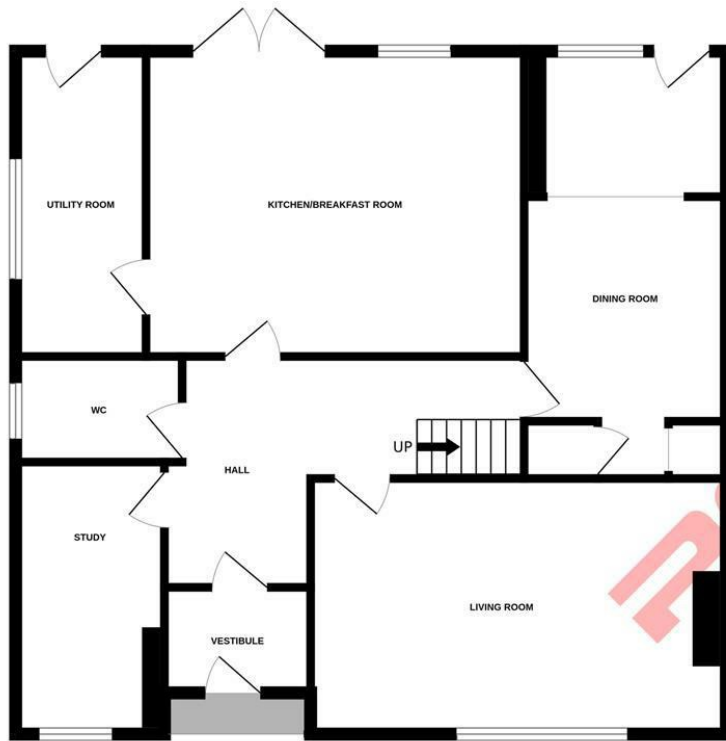 UTILITY ROOM
KITCHEN/BREAKFAST ROOM
DINING ROOM
WC
UP
HALL
STUDY
LIVING ROOM
VESTIBULE